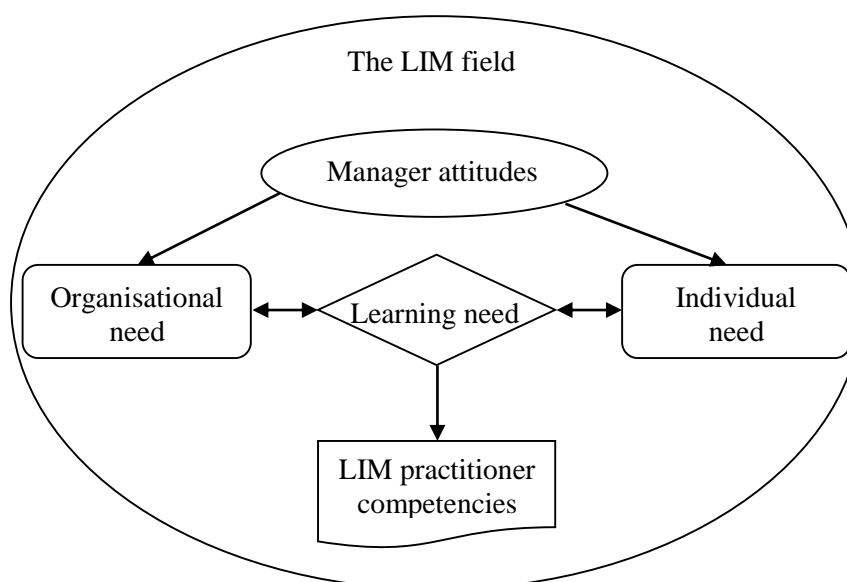 The LIM field
Manager attitudes
Organisational
need
Learning need
Individual
need
LIM practitioner
competencies